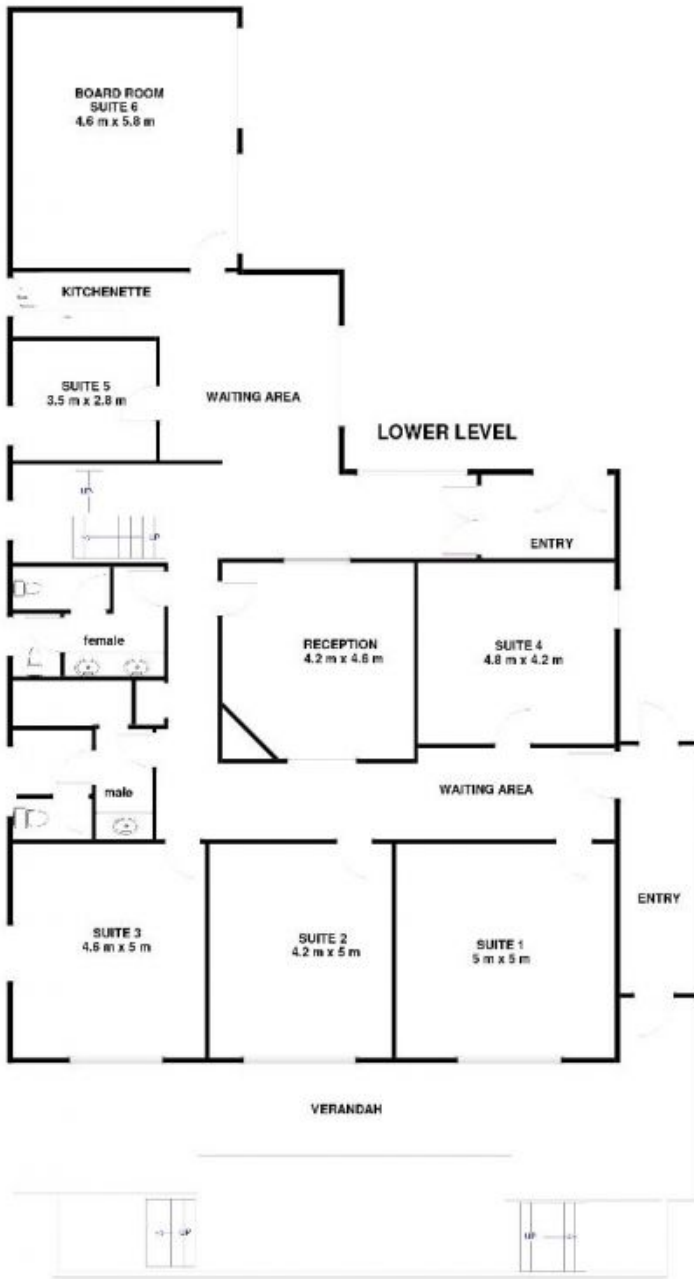 BOARD ROOM
SUITE 6
4.6 m x 5.8 m
KITCHENETTE
SUITE 5
3.5 m x 2.8 m
WAITING AREA
LOWER LEVEL
UP
UP
ENTRY
female
RECEPTION
4.2 m x 4.6 m
SUITE 4
4.8 m x 4.2 m
male
WAITING AREA
ENTRY
SUITE 3
4.6 m x 5 m
SUITE 2
4.2 m x 5 m
SUITE 1
5 m x 5 m
VERANDAH
UP
UP